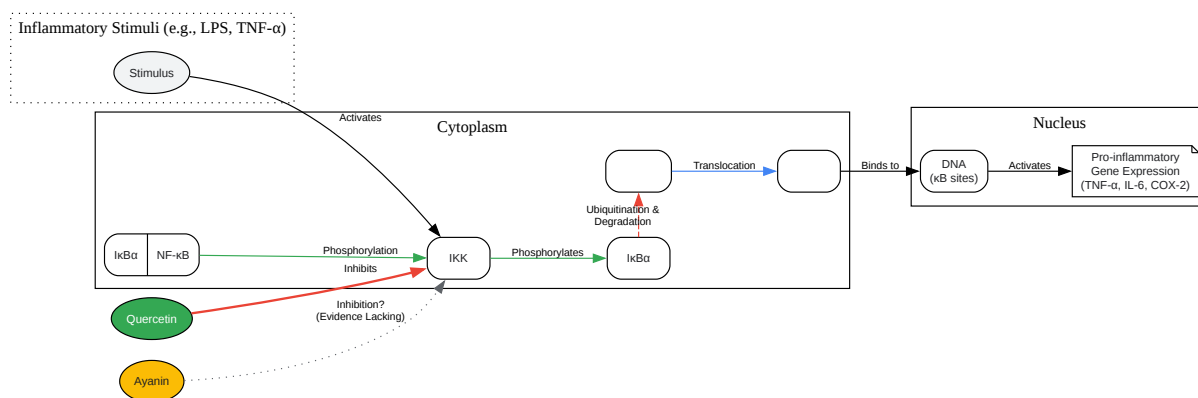 Inflammatory Stimuli (e.g., LPS, TNF-α)
Stimulus
Activates
Cytoplasm
Nucleus
Translocation
Binds to
DNA
(κB sites)
Activates
Pro-inflammatory
Gene Expression
(TNF-α, IL-6, COX-2)
Ubiquitination &
Degradation
IκBα
NF-κB
Phosphorylation
IKK
Phosphorylates
IκBα
Inhibits
Quercetin
Inhibition?
(Evidence Lacking)
Ayanin